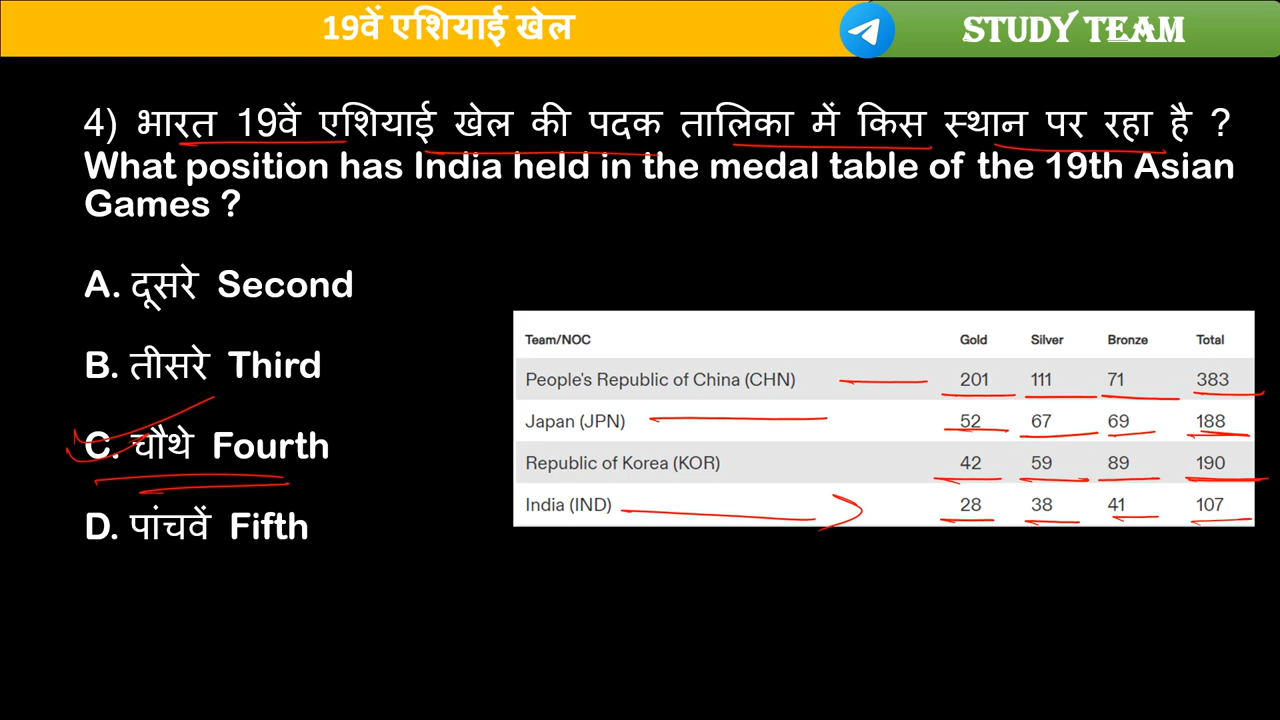 19वें एशियाई खेल
STUDY TEAM
4) भारत 19वें एशियाई खेल की पदक तालिका में किस स्थान पर रहा है ?
What position has India held in the medal table of the 19th Asian
Games ?
A. दूसरे Second
B. तीसरे Third
C. चौथे Fourth
D. पांचवें Fifth
Team/NOC Gold Silver Bronze Total
People's Republic of China (CHN) 201 111 71 383
Japan (JPN) 52 67 69 188
Republic of Korea (KOR) 42 59 89 190
India (IND) 28 38 41 107